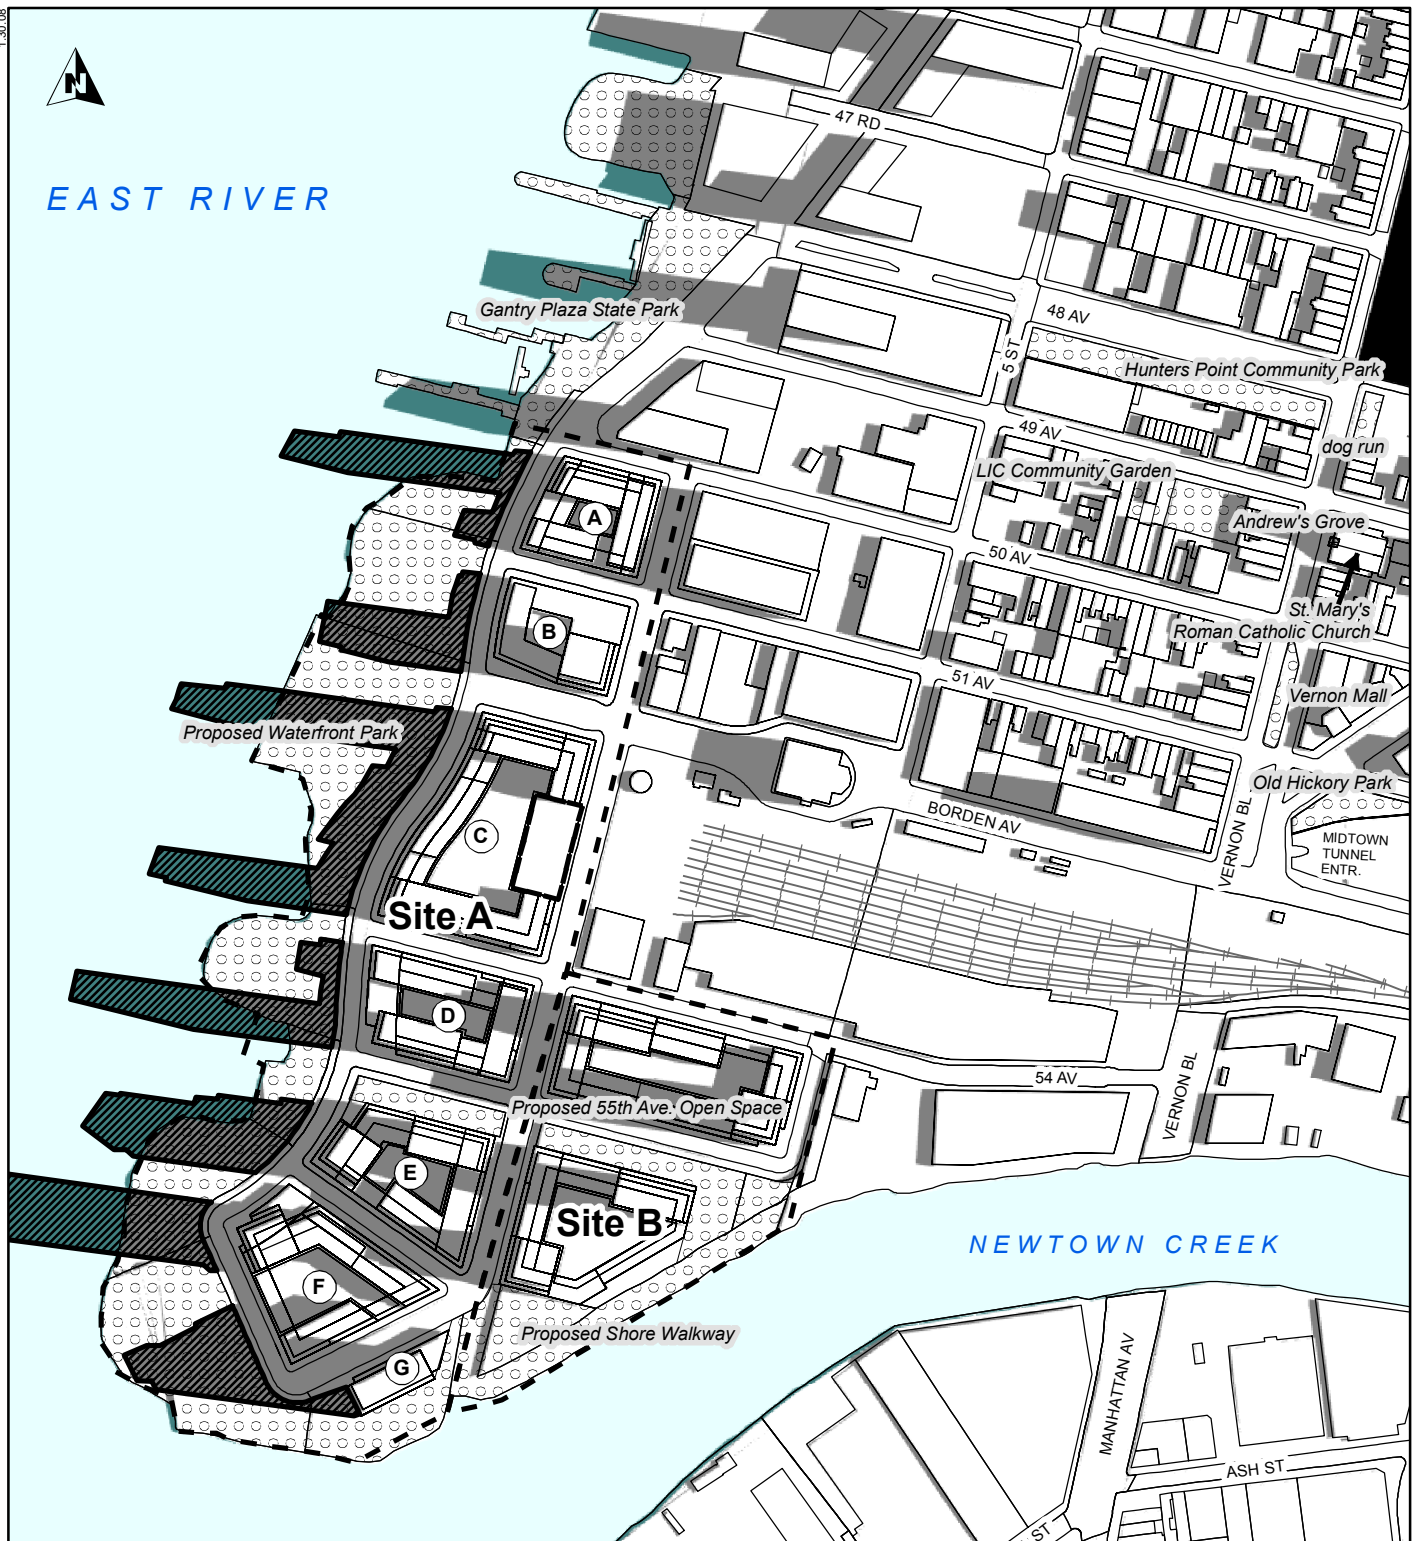 1.30.08
N
EAST RIVER
47 RD
Gantry Plaza State Park
48 AV
5 ST
Hunters Point Community Park
49 AV
dog run
LIC Community Garden
A
Andrew's Grove
50 AV
St. Mary's
Roman Catholic Church
B
51 AV
Vernon Mall
Proposed Waterfront Park
Old Hickory Park
BORDEN AV
VERNON BL
MIDTOWN
TUNNEL
ENTR.
C
Site A
D
54 AV
VERNON BL
Proposed 55th Ave. Open Space
E
Site B
NEWTOWN CREEK
F
Proposed Shore Walkway
G
MANHATTAN AV
ASH ST
ST